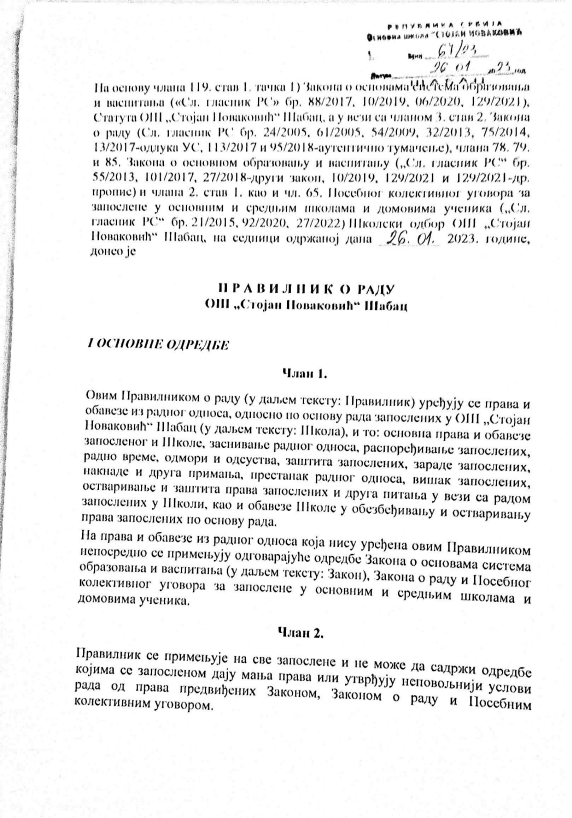 РЕПУБЛИКА СРБИЈА
ОСНОВНА ШКОЛА "СТОЈАН НОВАКОВИЋ"
Број 61/23
Датум 26 01 2023 год
ШАБАЦ
На основу члана 119. став 1. тачка 1) Закона о основама система образовања
и васпитања («Сл. гласник РС» бр. 88/2017, 10/2019, 06/2020, 129/2021),
Статута ОШ „Стојан Новаковић“ Шабац, а у вези са чланом 3. став 2. Закона
о раду (Сл. гласник РС бр. 24/2005, 61/2005, 54/2009, 32/2013, 75/2014,
13/2017-одлука УС, 113/2017 и 95/2018-аутентично тумачење), члана 78. 79.
и 85. Закона о основном образовању и васпитању („Сл. гласник РС“ бр.
55/2013, 101/2017, 27/2018-други закон, 10/2019, 129/2021 и 129/2021-др.
пропис) и члана 2. став 1. као и чл. 65. Посебног колективног уговора за
запослене у основним и средњим школама и домовима ученика („Сл.
гласник РС“ бр. 21/2015, 92/2020, 27/2022) Школски одбор ОШ „Стојан
Новаковић“ Шабац, на седници одржаној дана 26. 01. 2023. године,
донео је
П Р А В И Л Н И К О РАДУ
ОШ „Стојан Новаковић“ Шабац
I ОСНОВНЕ ОДРЕДБЕ
Члан 1.
Овим Правилником о раду (у даљем тексту: Правилник) уређују се права и
обавезе из радног односа, односно по основу рада запослених у ОШ „Стојан
Новаковић“ Шабац (у даљем тексту: Школа), и то: основна права и обавезе
запосленог и Школе, заснивање радног односа, распоређивање запослених,
радно време, одмори и одсуства, заштита запослених, зараде запослених,
накнаде и друга примања, престанак радног односа, вишак запослених,
остваривање и заштита права запослених и друга питања у вези са радом
запослених у Школи, као и обавезе Школе у обезбеђивању и остваривању
права запослених по основу рада.
На права и обавезе из радног односа која нису уређена овим Правилником
непосредно се примењују одговарајуће одредбе Закона о основама система
образовања и васпитања (у даљем тексту: Закон), Закона о раду и Посебног
колективног уговора за запослене у основним и средњим школама и
домовима ученика.
Члан 2.
Правилник се примењује на све запослене и не може да садржи одредбе
којима се запосленом дају мања права или утврђују неповољнији услови
рада од права предвиђених Законом, Законом о раду и Посебним
колективним уговором.